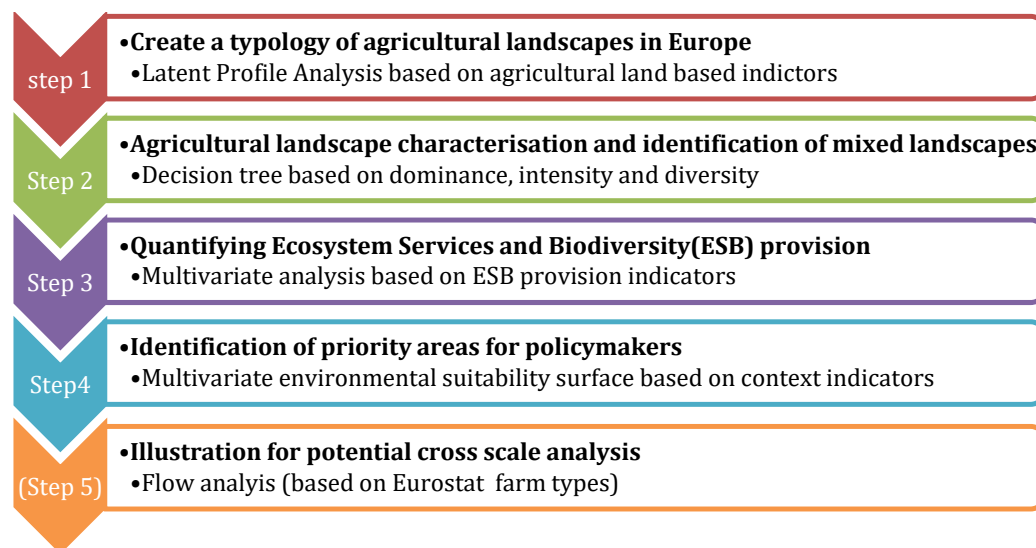 step 1
•Create a typology of agricultural landscapes in Europe
•Latent Profile Analysis based on agricultural land based indictors
Step 2
•Agricultural landscape characterisation and identification of mixed landscapes
•Decision tree based on dominance, intensity and diversity
Step 3
•Quantifying Ecosystem Services and Biodiversity(ESB) provision
•Multivariate analysis based on ESB provision indicators
Step4
•Identification of priority areas for policymakers
•Multivariate environmental suitability surface based on context indicators
(Step 5)
•Illustration for potential cross scale analysis
•Flow analyis (based on Eurostat farm types)